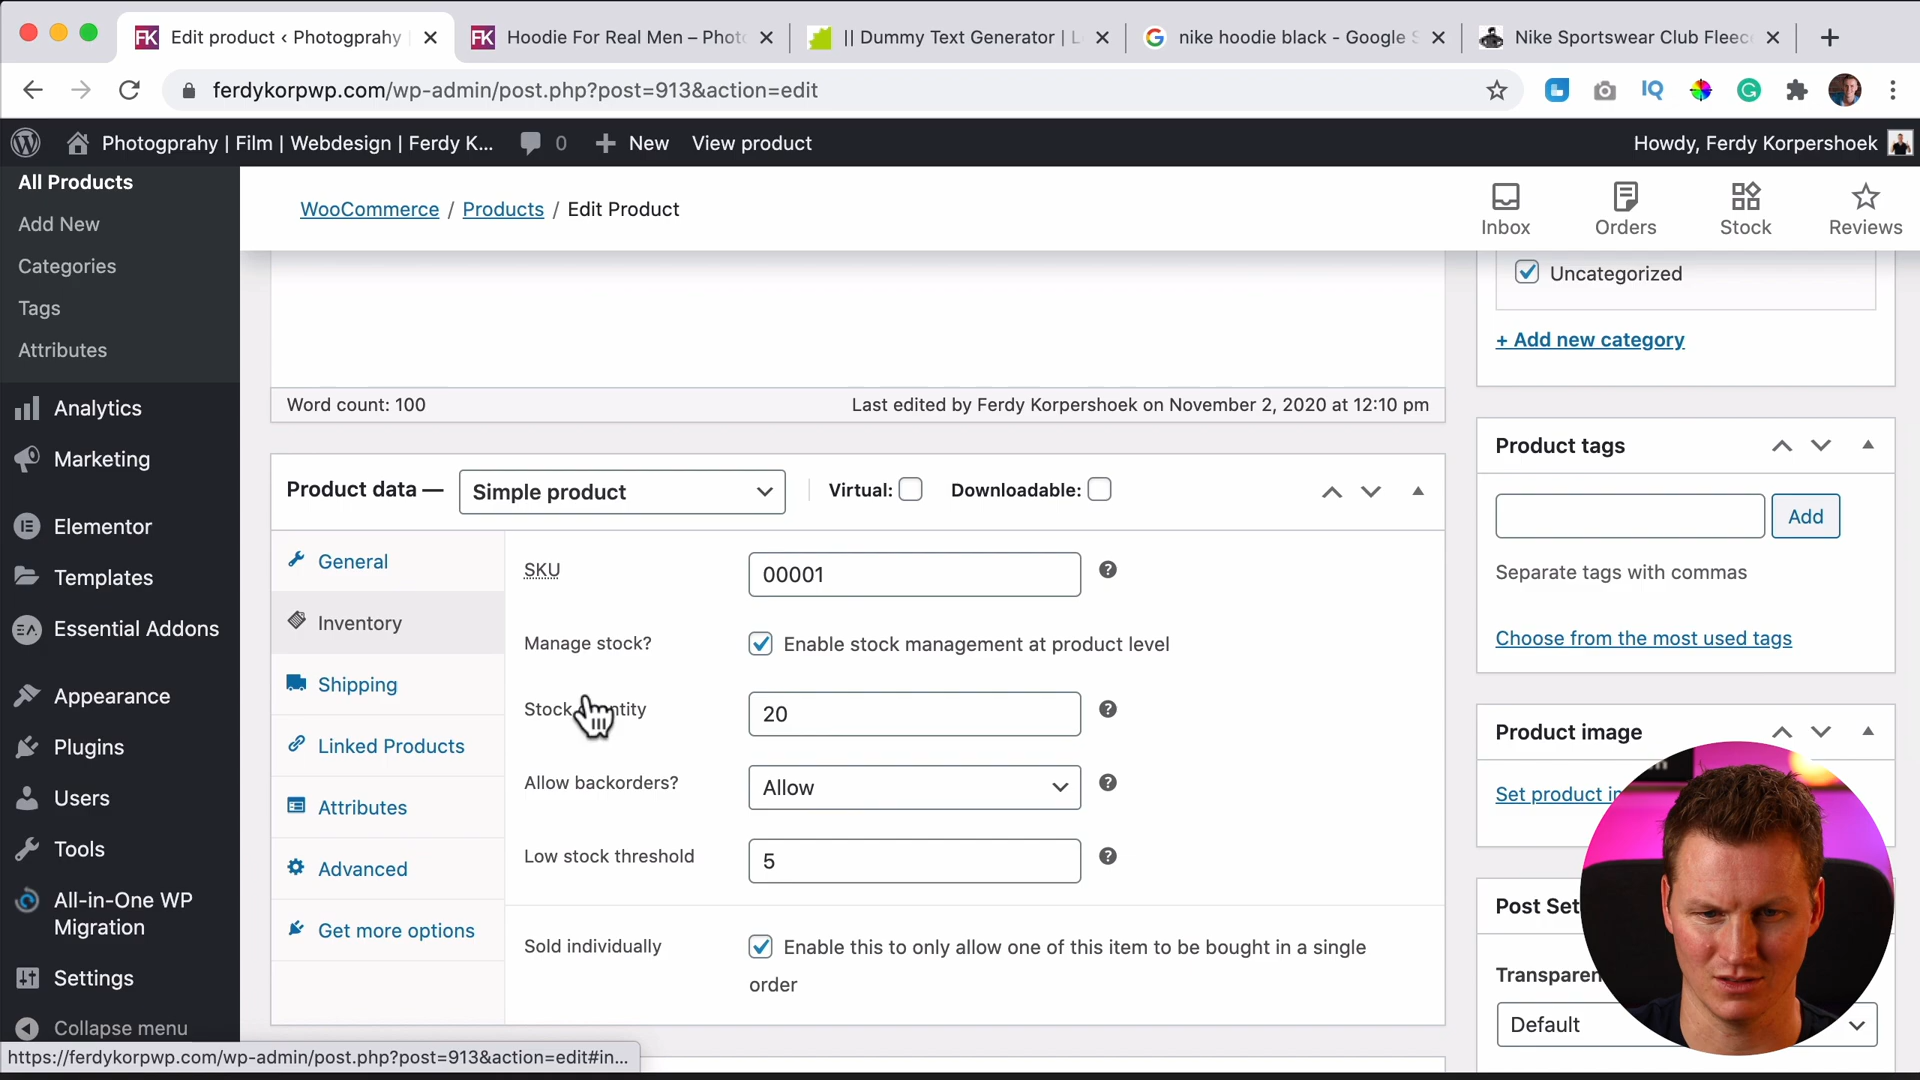 Edit product ‹ Photogprahy
Hoodie For Real Men – Phot
|| Dummy Text Generator | L
nike hoodie black - Google S
Nike Sportswear Club Fleec
ferdykorpwp.com/wp-admin/post.php?post=913&action=edit
Photogprahy | Film | Webdesign | Ferdy K...
0
New
View product
Howdy, Ferdy Korpershoek
All Products
Add New
Categories
Tags
Attributes
Analytics
Marketing
Elementor
Templates
Essential Addons
Appearance
Plugins
Users
Tools
All-in-One WP
Migration
Settings
Collapse menu
WooCommerce / Products / Edit Product
Inbox
Orders
Stock
Reviews
Word count: 100
Last edited by Ferdy Korpershoek on November 2, 2020 at 12:10 pm
Product data —
Simple product
Virtual:
Downloadable:
General
Inventory
Shipping
Linked Products
Attributes
Advanced
Get more options
SKU
00001
Manage stock?
Enable stock management at product level
Stock
20
Allow backorders?
Allow
Low stock threshold
5
Sold individually
Enable this to only allow one of this item to be bought in a single
order
Uncategorized
+ Add new category
Product tags
Add
Separate tags with commas
Choose from the most used tags
Product image
Set product
Post Set
Transparen
Default
https://ferdykorpwp.com/wp-admin/post.php?post=913&action=edit#in...